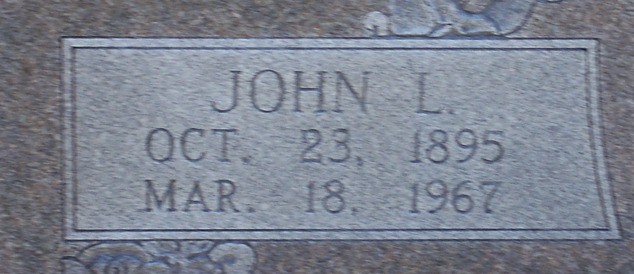 JOHN L.
OCT. 23, 1895
MAR. 18, 1967